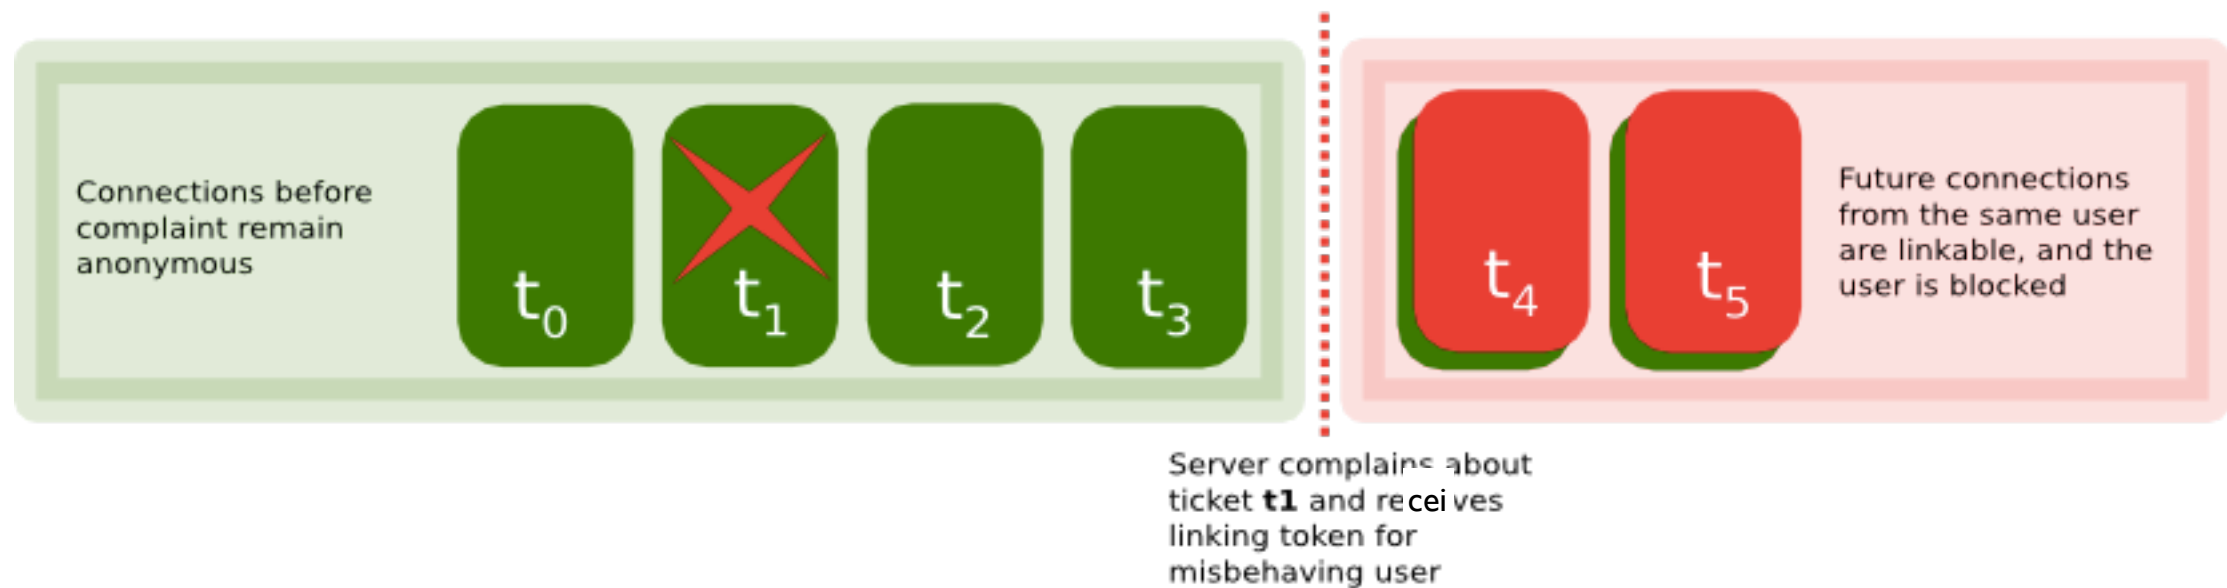 Connections before
complaint remain
anonymous
t0
t1
t2
t3
t4
t5
Future connections
from the same user
are linkable, and the
user is blocked
Server complains about
ticket t1 and receives
linking token for
misbehaving user